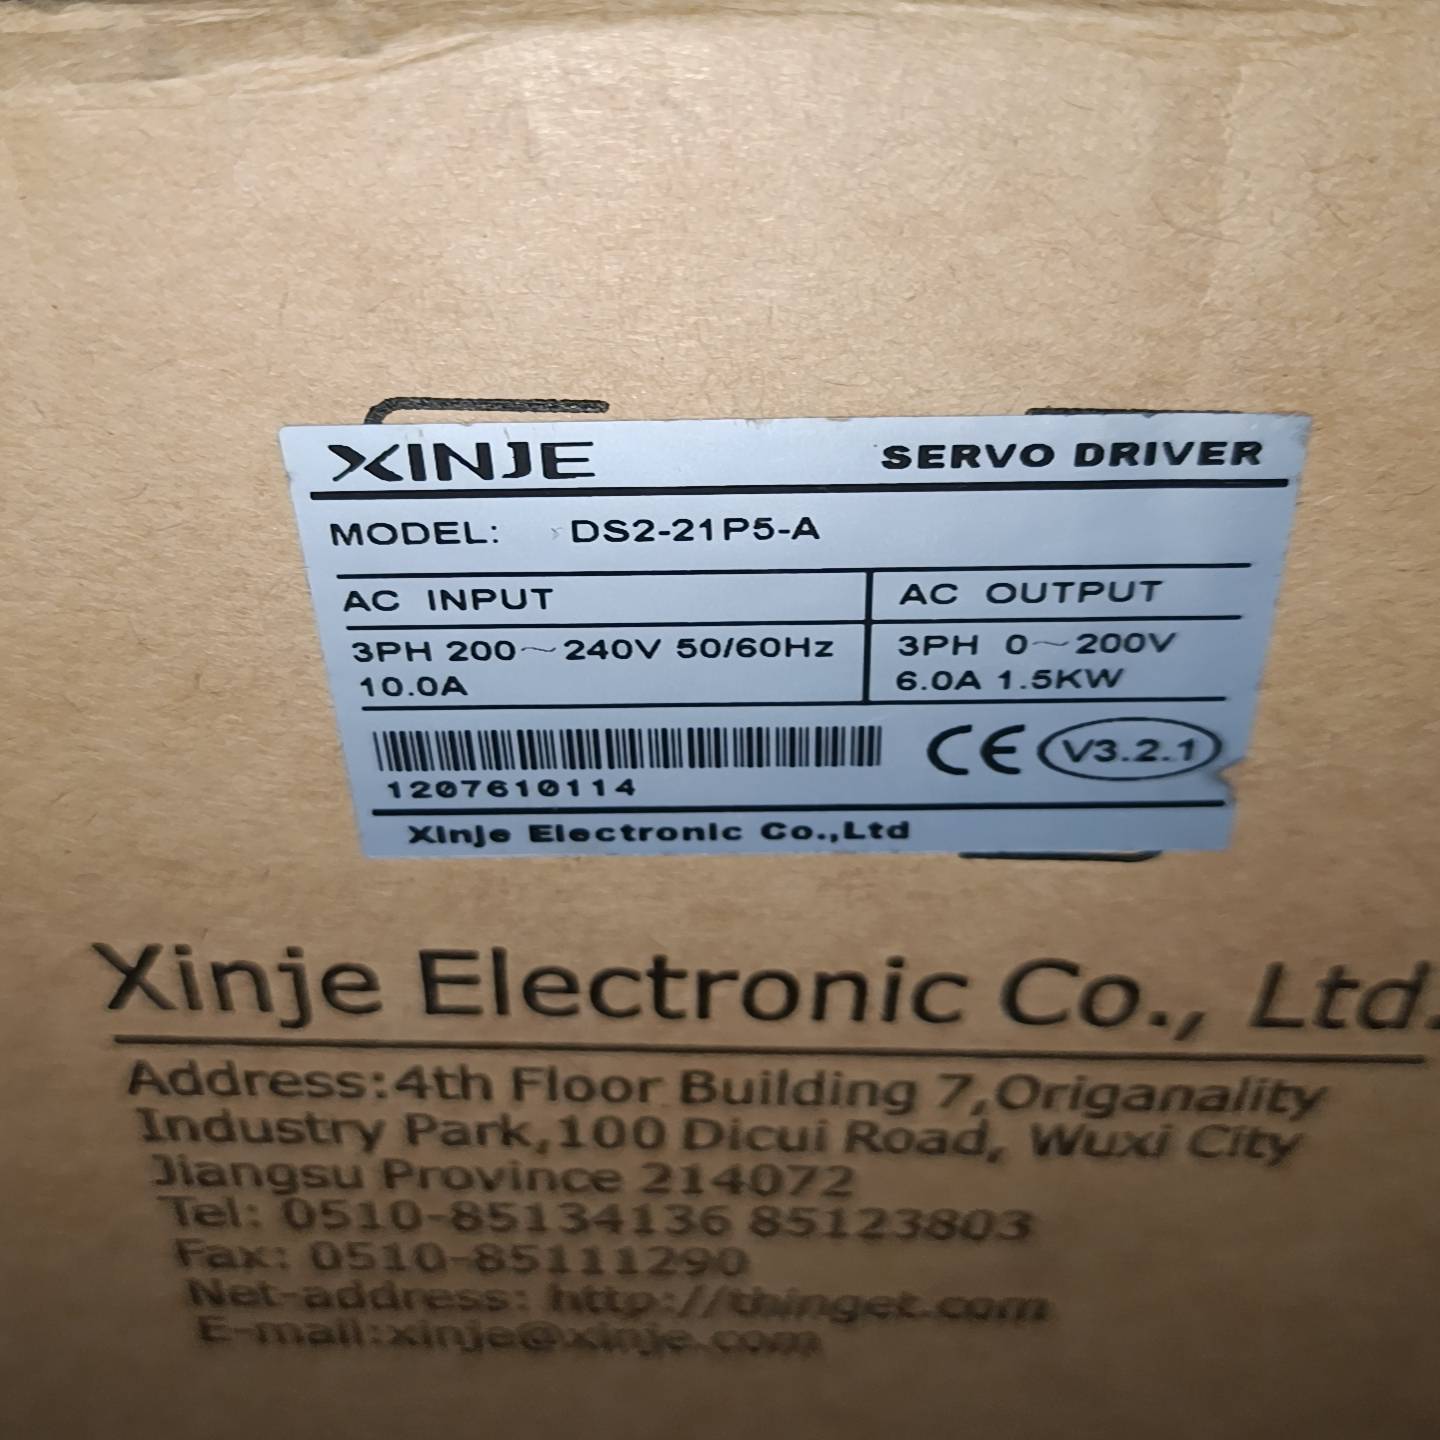 XINJE SERVO DRIVER
MODEL: DS2-21P5-A
AC INPUT AC OUTPUT
3PH 200~240V 50/60Hz 3PH 0~200V
10.0A 6.0A 1.5KW
CE V3.2.1
1207610114
Xinje Electronic Co.,Ltd
Xinje Electronic Co., Ltd.
Address:4th Floor Building 7,Origanality
Industry Park,100 Dicui Road, Wuxi City
Jiangsu Province 214072
Tel: 0510-85134136 85123803
Fax: 0510-85111290
Net-address: http://thinget.com
E-mail:xinje@xinje.com